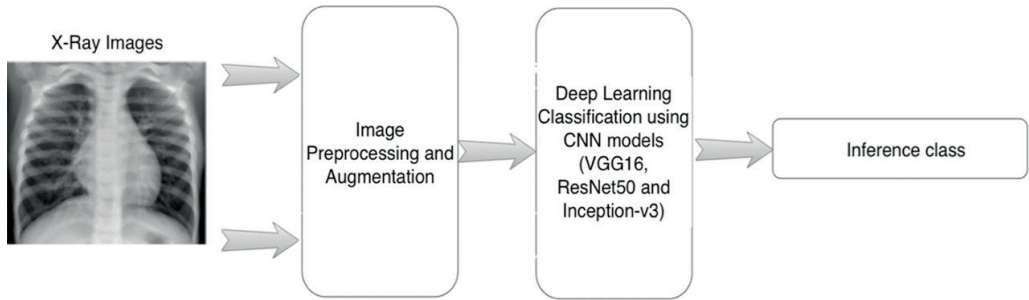 X-Ray Images
Image
Preprocessing and
Augmentation
Deep Learning
Classification using
CNN models
(VGG16,
ResNet50 and
Inception-v3)
Inference class